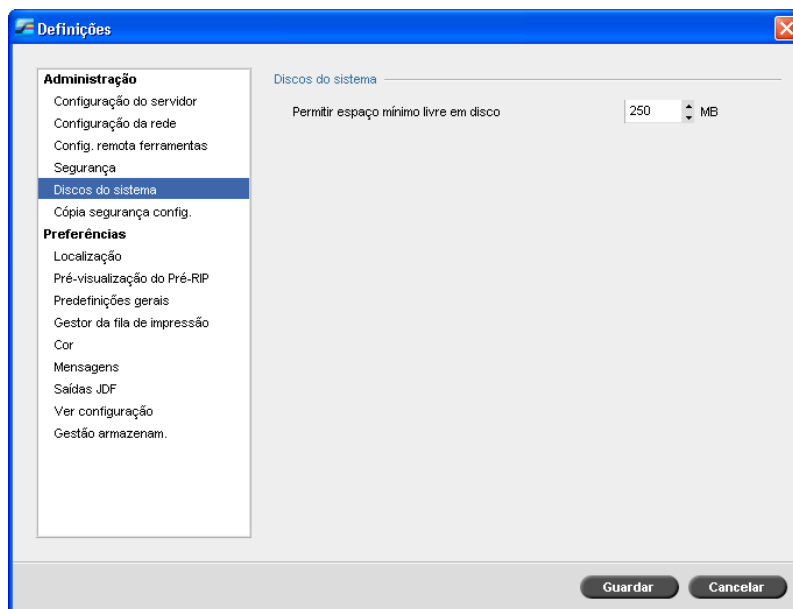 Definições
Administração
Configuração do servidor
Configuração da rede
Config. remota ferramentas
Segurança
Discos do sistema
Cópia segurança config.
Preferências
Localização
Pré-visualização do Pré-RIP
Predefinições gerais
Gestor da fila de impressão
Cor
Mensagens
Saídas JDF
Ver configuração
Gestão armazenam.
Discos do sistema
Permitir espaço mínimo livre em disco 250 MB
Guardar Cancelar